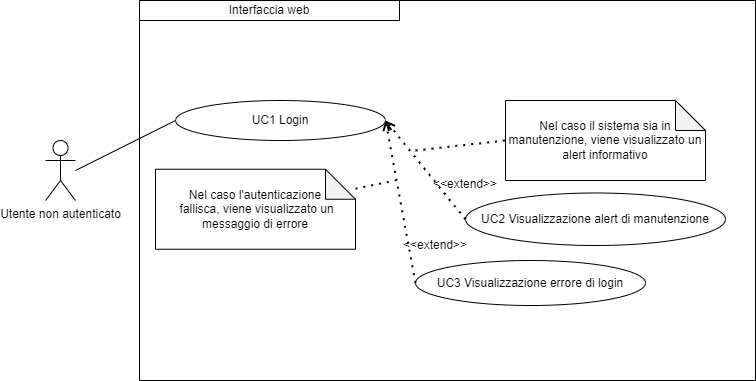 Interfaccia web
UC1 Login
Nel caso il sistema sia in
manutenzione, viene visualizzato un
alert informativo
Utente non autenticato
Nel caso l'autenticazione
fallisca, viene visualizzato un
messaggio di errore
<<extend>>
UC2 Visualizzazione alert di manutenzione
<<extend>>
UC3 Visualizzazione errore di login